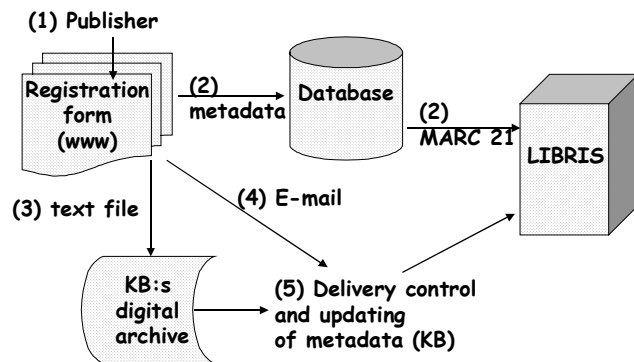 (1) Publisher
Registration
form
(www)
(2)
metadata
Database
(2)
MARC 21
LIBRIS
(3) text file
(4) E-mail
KB:s
digital
archive
(5) Delivery control
and updating
of metadata (KB)